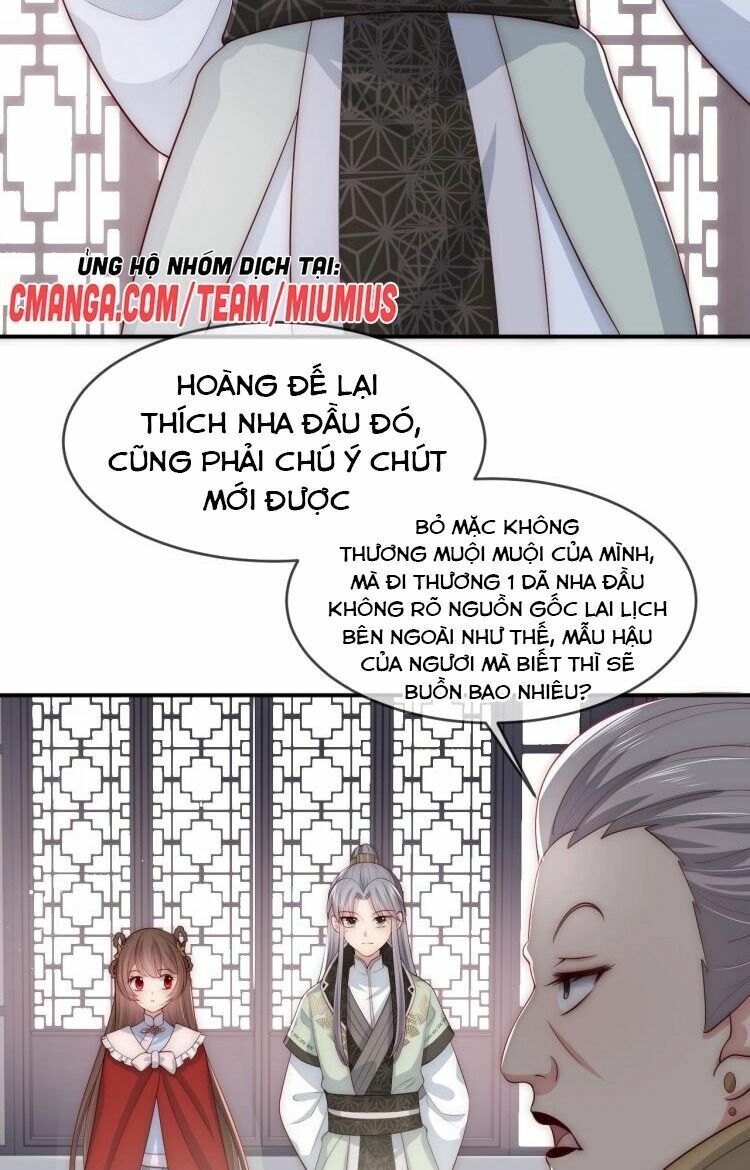 ỦNG HỘ NHÓM DỊCH TẠI:
CMANGA.COM/TEAM/MIUMIUS
HOÀNG ĐẾ LẠI
THÍCH NHA ĐẦU ĐÓ,
CŨNG PHẢI CHÚ Ý CHÚT
MỚI ĐƯỢC
BỎ MẶC KHÔNG
THƯƠNG MUỘI MUỘI CỦA MÌNH,
MÀ ĐI THƯƠNG 1 DÃ NHA ĐẦU
KHÔNG RÕ NGUỒN GỐC LAI LỊCH
BÊN NGOÀI NHƯ THẾ, MẪU HẬU
CỦA NGƯƠI MÀ BIẾT THÌ SẼ
BUỒN BAO NHIÊU?